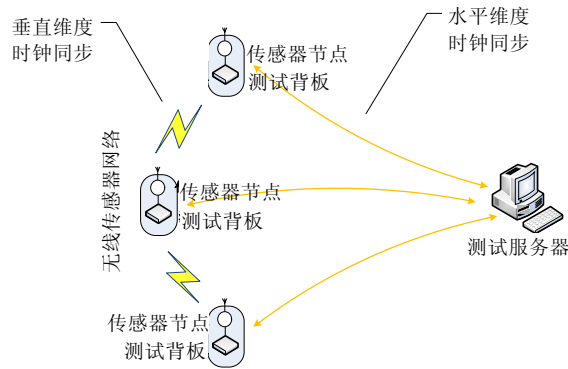 垂直维度
时钟同步
水平维度
时钟同步
传感器节点
测试背板
无线传感器网络
传感器节点
测试背板
测试服务器
传感器节点
测试背板